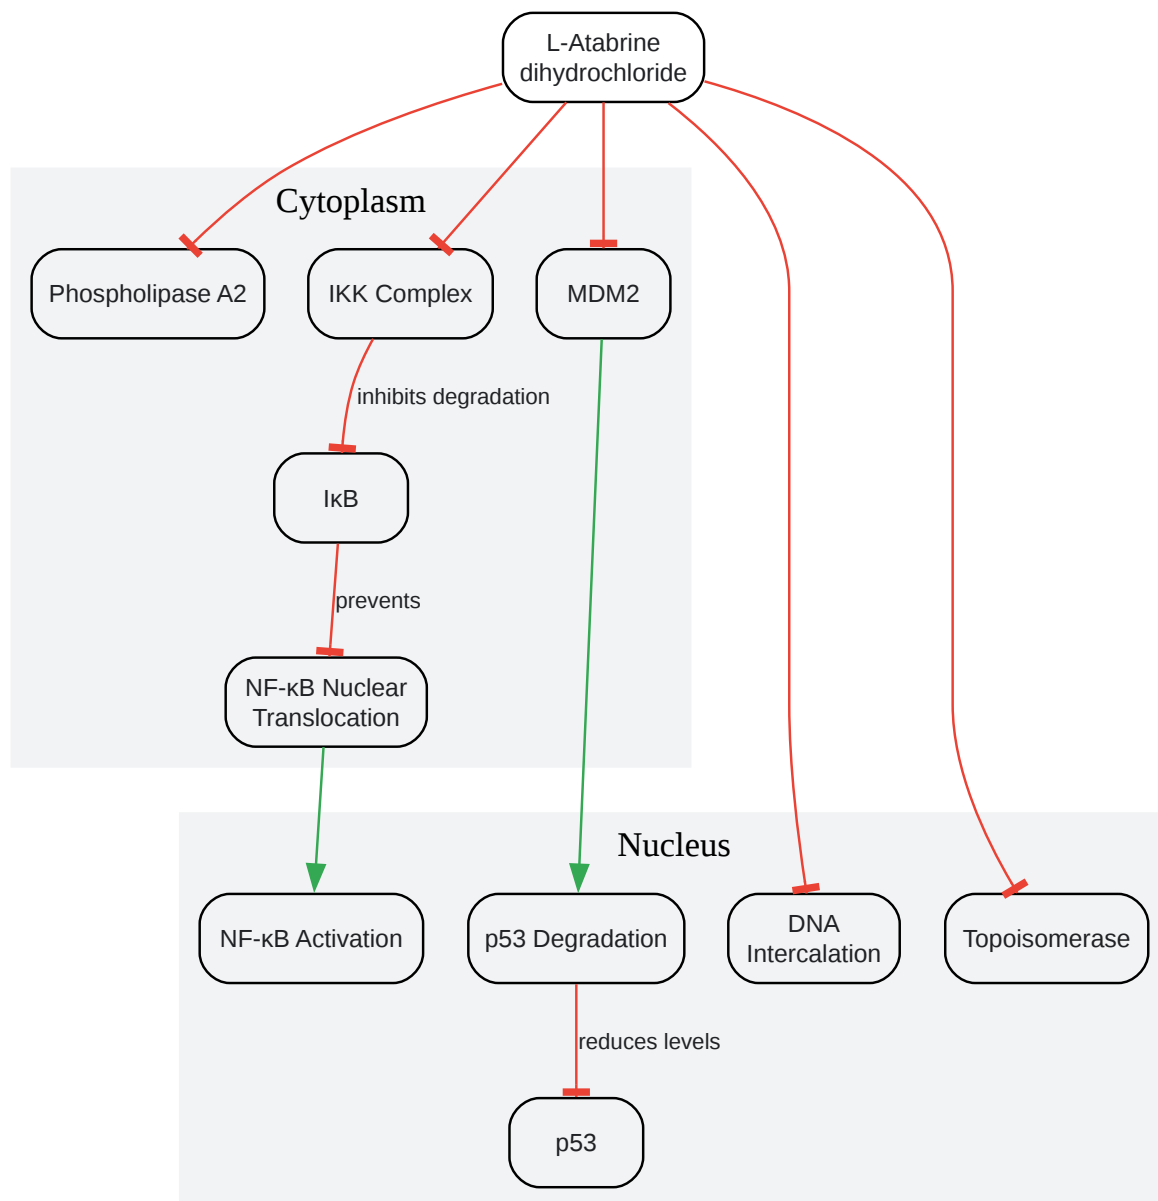 L-Atabrine
dihydrochloride
Cytoplasm
Phospholipase A2
IKK Complex
MDM2
inhibits degradation
IκB
prevents
NF-κB Nuclear
Translocation
Nucleus
NF-κB Activation
p53 Degradation
DNA
Intercalation
Topoisomerase
reduces levels
p53